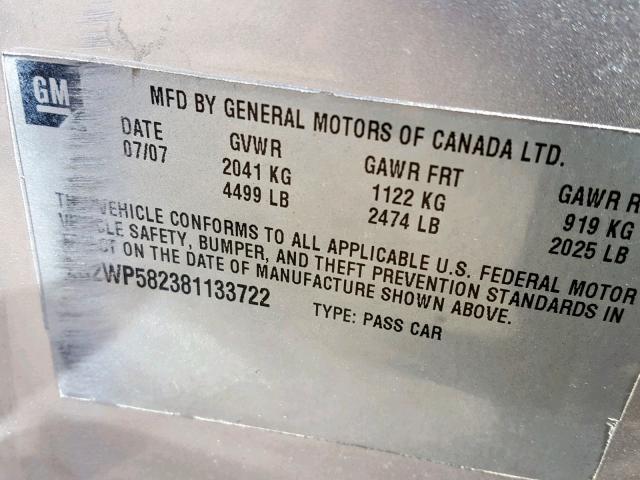 GM
MFD BY GENERAL MOTORS OF CANADA LTD.
DATE GVWR GAWR FRT GAWR R
07/07 2041 KG 1122 KG 919 KG
4499 LB 2474 LB 2025 LB
VEHICLE CONFORMS TO ALL APPLICABLE U.S. FEDERAL MOTOR
SAFETY, BUMPER, AND THEFT PREVENTION STANDARDS IN
ON THE DATE OF MANUFACTURE SHOWN ABOVE.
WP582381133722 TYPE: PASS CAR